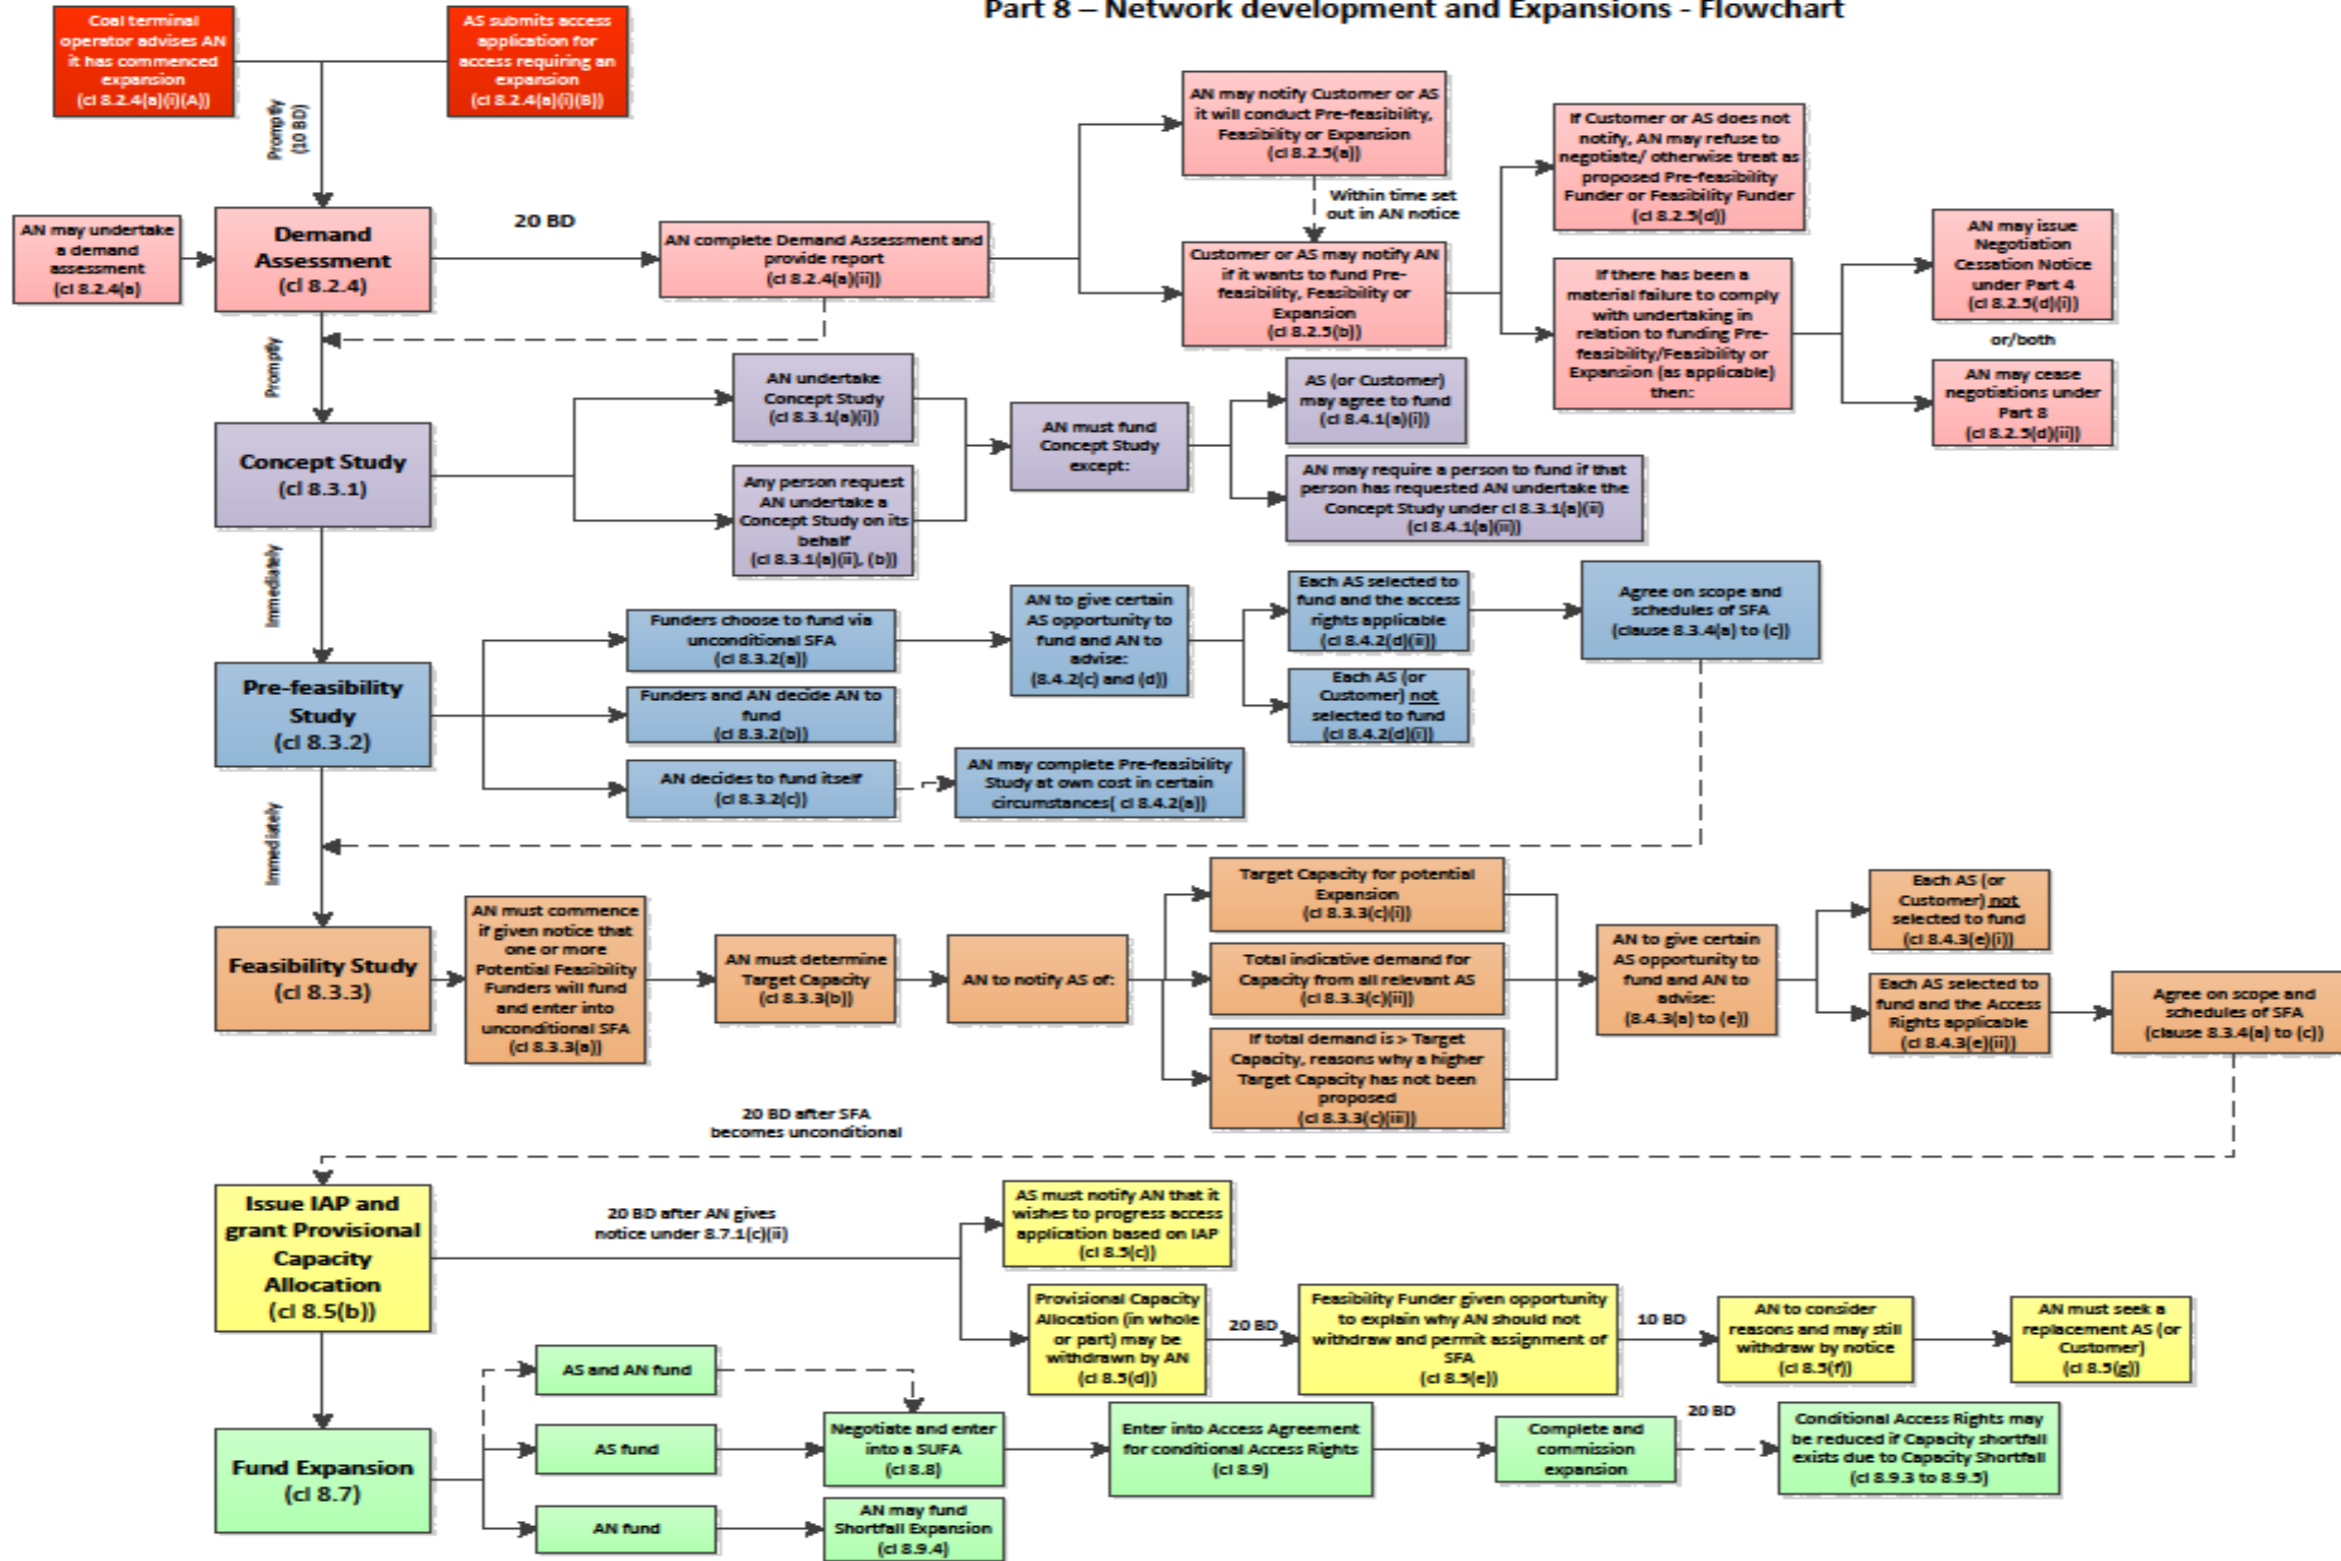 Part 8 – Network development and Expansions - Flowchart
Coal terminal
operator advises AN
it has commenced
expansion
(cl 8.2.4(a)(i)(A))
AS submits access
application for
access requiring an
expansion
(cl 8.2.4(a)(i)(B))
Promptly
(10 BD)
AN may undertake
a demand
assessment
(cl 8.2.4(a)
Demand
Assessment
(cl 8.2.4)
20 BD
AN complete Demand Assessment and
provide report
(cl 8.2.4(a)(ii))
AN may notify Customer or AS
it will conduct Pre-feasibility,
Feasibility or Expansion
(cl 8.2.5(a))
Within time set
out in AN notice
Customer or AS may notify AN
if it wants to fund Pre-
feasibility, Feasibility or
Expansion
(cl 8.2.5(b))
If Customer or AS does not
notify, AN may refuse to
negotiate/ otherwise treat as
proposed Pre-feasibility
Funder or Feasibility Funder
(cl 8.2.5(d))
If there has been a
material failure to comply
with undertaking in
relation to funding Pre-
feasibility/Feasibility or
Expansion (as applicable)
then:
AN may issue
Negotiation
Cessation Notice
under Part 4
(cl 8.2.5(d)(i))
or/both
AN may cease
negotiations under
Part 8
(cl 8.2.5(d)(ii))
Promptly
Concept Study
(cl 8.3.1)
AN undertake
Concept Study
(cl 8.3.1(a)(i))
Any person request
AN undertake a
Concept Study on its
behalf
(cl 8.3.1(a)(ii), (b))
AN must fund
Concept Study
except:
AS (or Customer)
may agree to fund
(cl 8.4.1(a)(i))
AN may require a person to fund if that
person has requested AN undertake the
Concept Study under cl 8.3.1(a)(ii)
(cl 8.4.1(a)(ii))
Immediately
Pre-feasibility
Study
(cl 8.3.2)
Funders choose to fund via
unconditional SFA
(cl 8.3.2(a))
Funders and AN decide AN to
fund
(cl 8.3.2(b))
AN decides to fund itself
(cl 8.3.2(c))
AN may complete Pre-feasibility
Study at own cost in certain
circumstances( cl 8.4.2(a))
AN to give certain
AS opportunity to
fund and AN to
advise:
(8.4.2(c) and (d))
Each AS selected to
fund and the access
rights applicable
(cl 8.4.2(d)(ii))
Each AS (or
Customer) not
selected to fund
(cl 8.4.2(d)(i))
Agree on scope and
schedules of SFA
(clause 8.3.4(a) to (c))
Immediately
Feasibility Study
(cl 8.3.3)
AN must commence
if given notice that
one or more
Potential Feasibility
Funders will fund
and enter into
unconditional SFA
(cl 8.3.3(a))
AN must determine
Target Capacity
(cl 8.3.3(b))
AN to notify AS of:
Target Capacity for potential
Expansion
(cl 8.3.3(c)(i))
Total indicative demand for
Capacity from all relevant AS
(cl 8.3.3(c)(ii))
If total demand is > Target
Capacity, reasons why a higher
Target Capacity has not been
proposed
(cl 8.3.3(c)(iii))
AN to give certain
AS opportunity to
fund and AN to
advise:
(8.4.3(a) to (e))
Each AS (or
Customer) not
selected to fund
(cl 8.4.3(e)(i))
Each AS selected to
fund and the Access
Rights applicable
(cl 8.4.3(e)(ii))
Agree on scope and
schedules of SFA
(clause 8.3.4(a) to (c))
20 BD after SFA
becomes unconditional
Issue IAP and
grant Provisional
Capacity
Allocation
(cl 8.5(b))
20 BD after AN gives
notice under 8.7.1(c)(ii)
AS must notify AN that it
wishes to progress access
application based on IAP
(cl 8.5(c))
Provisional Capacity
Allocation (in whole
or part) may be
withdrawn by AN
(cl 8.5(d))
20 BD
Feasibility Funder given opportunity
to explain why AN should not
withdraw and permit assignment of
SFA
(cl 8.5(e))
10 BD
AN to consider
reasons and may still
withdraw by notice
(cl 8.5(f))
AN must seek a
replacement AS (or
Customer)
(cl 8.5(g))
Fund Expansion
(cl 8.7)
AS and AN fund
AS fund
AN fund
Negotiate and enter
into a SUFA
(cl 8.8)
AN may fund
Shortfall Expansion
(cl 8.9.4)
Enter into Access Agreement
for conditional Access Rights
(cl 8.9)
Complete and
commission
expansion
20 BD
Conditional Access Rights may
be reduced if Capacity shortfall
exists due to Capacity Shortfall
(cl 8.9.3 to 8.9.5)